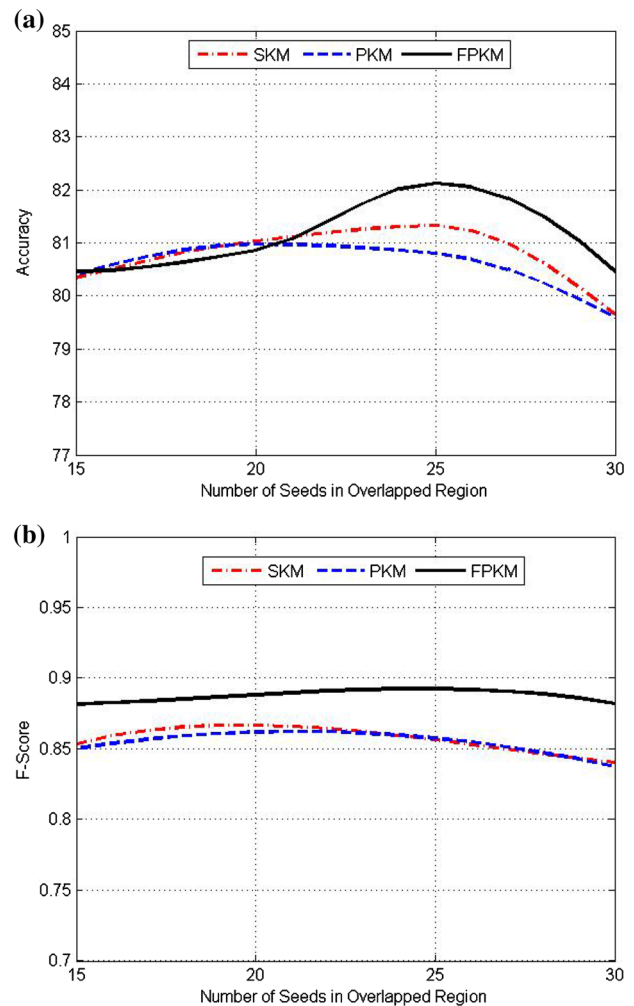 (a)
85
84
83
82
81
80
79
78
77
Accuracy
SKM PKM FPKM
15 20 25 30
Number of Seeds in Overlapped Region
(b)
1
0.95
0.9
0.85
0.8
0.75
0.7
F-Score
SKM PKM FPKM
15 20 25 30
Number of Seeds in Overlapped Region